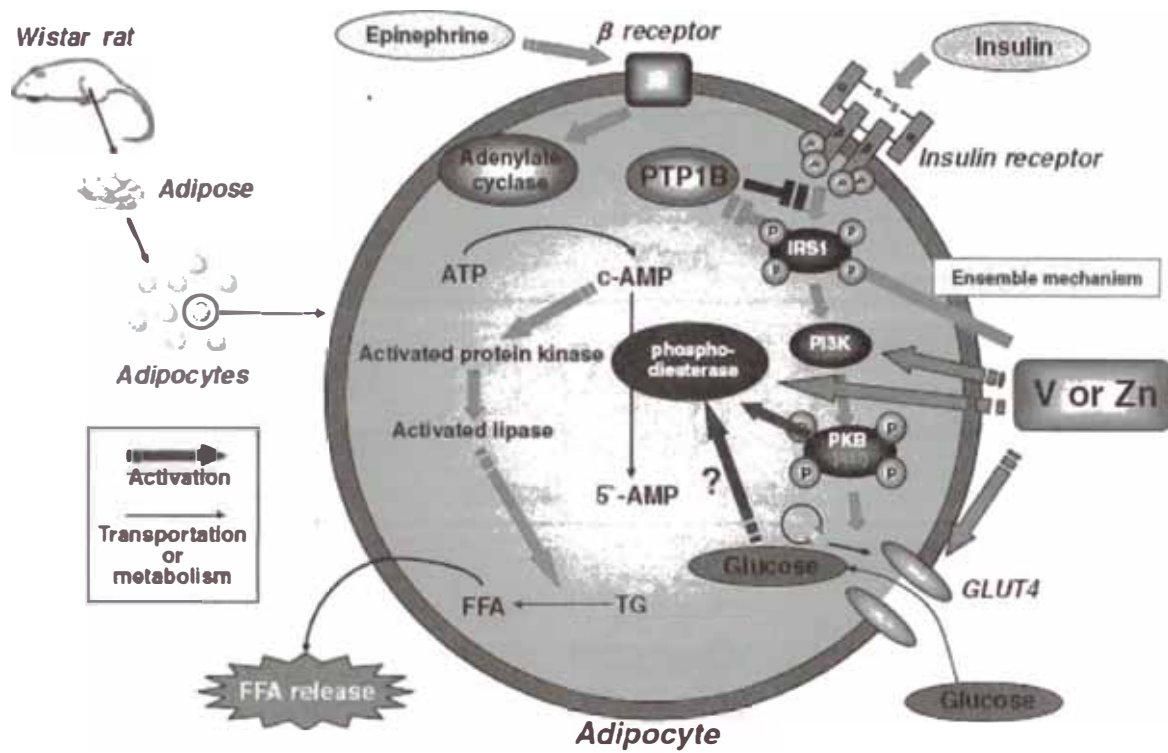 Wistar rat
Epinephrine
β receptor
Insulin
Insulin receptor
Adenylate
cyclase
PTP1B
Adipose
P
P
IRS1
P
P
ATP
c-AMP
Ensemble mechanism
Adipocytes
Activated protein kinase
phospho-
diesterase
PI3K
V or Zn
Activated lipase
P
P
PKB
P
P
Activation
5'-AMP
?
Transportation
or
metabolism
Glucose
GLUT4
FFA
TG
FFA release
Glucose
Adipocyte